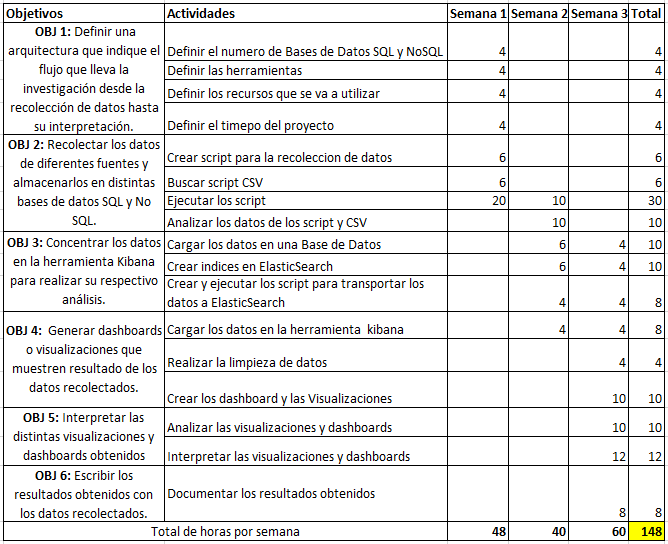 Objetivos Actividades Semana 1 Semana 2 Semana 3 Total
OBJ 1: Definir una
arquitectura que indique el
flujo que lleva la
investigación desde la
recolección de datos hasta
su interpretación.
Definir el numero de Bases de Datos SQL y NoSQL 4 4
Definir las herramientas 4 4
Definir los recursos que se va a utilizar 4 4
Definir el timepo del proyecto 4 4
OBJ 2: Recolectar los datos
de diferentes fuentes y
almacenarlos en distintas
bases de datos SQL y No
SQL.
Crear script para la recoleccion de datos 6 6
Buscar script CSV 6 6
Ejecutar los script 20 10 30
Analizar los datos de los script y CSV 10 10
OBJ 3: Concentrar los datos
en la herramienta Kibana
para realizar su respectivo
análisis.
Cargar los datos en una Base de Datos 6 4 10
Crear indices en ElasticSearch 6 4 10
Crear y ejecutar los script para transportar los
datos a ElasticSearch 4 4 8
OBJ 4: Generar dashboards
o visualizaciones que
muestren resultado de los
datos recolectados.
Cargar los datos en la herramienta kibana 4 4 8
Realizar la limpieza de datos 4 4
Crear los dashboard y las Visualizaciones 10 10
OBJ 5: Interpretar las
distintas visualizaciones y
dashboards obtenidos
Analizar las visualizaciones y dashboards 10 10
Interpretar las visualizaciones y dashboards 12 12
OBJ 6: Escribir los
resultados obtenidos con
los datos recolectados.
Documentar los resultados obtenidos 8 8
Total de horas por semana 48 40 60 148